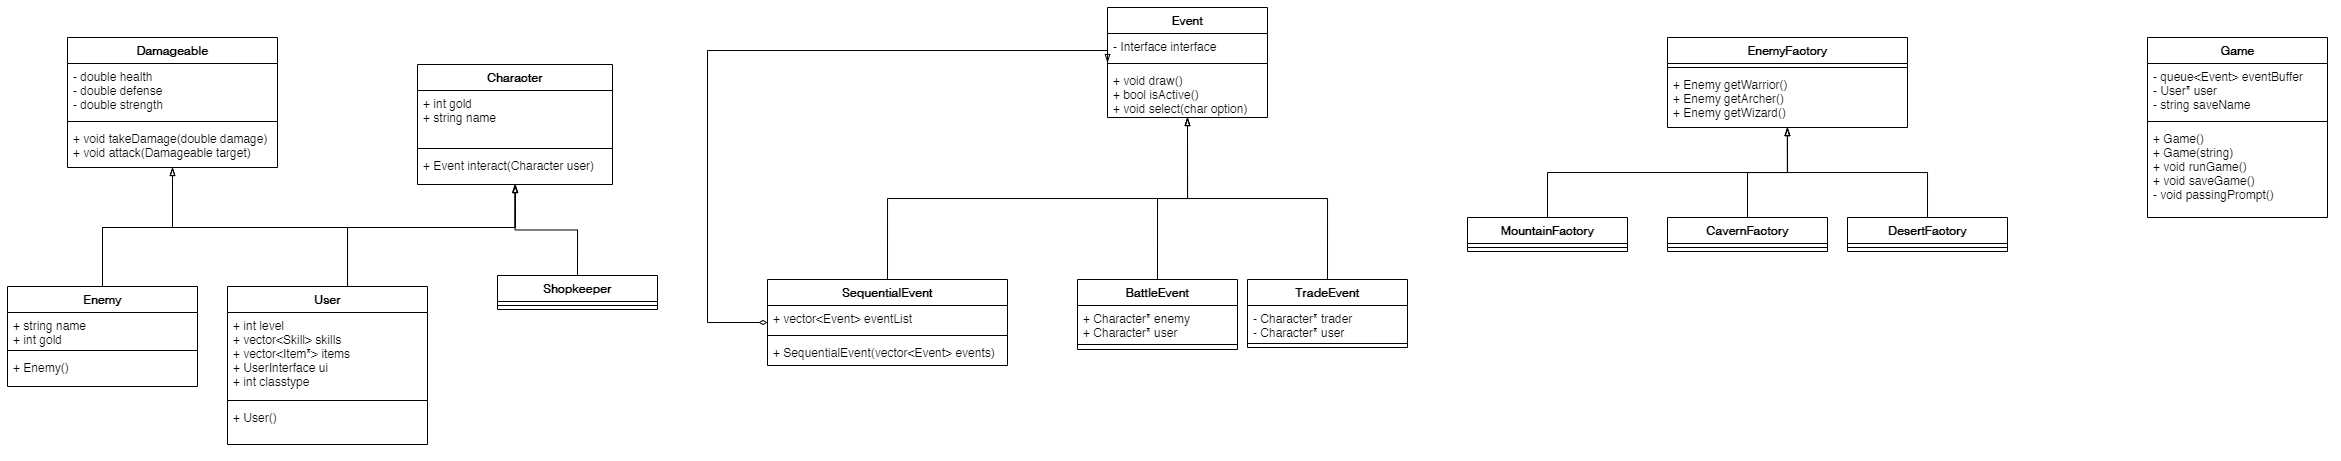 Damageable
- double health
- double defense
- double strength
+ void takeDamage(double damage)
+ void attack(Damageable target)
Character
+ int gold
+ string name
+ Event interact(Character user)
Enemy
+ string name
+ int gold
+ Enemy()
User
+ int level
+ vector<Skill> skills
+ vector<Item*> items
+ UserInterface ui
+ int classtype
+ User()
Shopkeeper
Event
- Interface interface
+ void draw()
+ bool isActive()
+ void select(char option)
SequentialEvent
+ vector<Event> eventList
+ SequentialEvent(vector<Event> events)
BattleEvent
+ Character* enemy
+ Character* user
TradeEvent
- Character* trader
- Character* user
EnemyFactory
+ Enemy getWarrior()
+ Enemy getArcher()
+ Enemy getWizard()
MountainFactory
CavernFactory
DesertFactory
Game
- queue<Event> eventBuffer
- User* user
- string saveName
+ Game()
+ Game(string)
+ void runGame()
+ void saveGame()
- void passingPrompt()